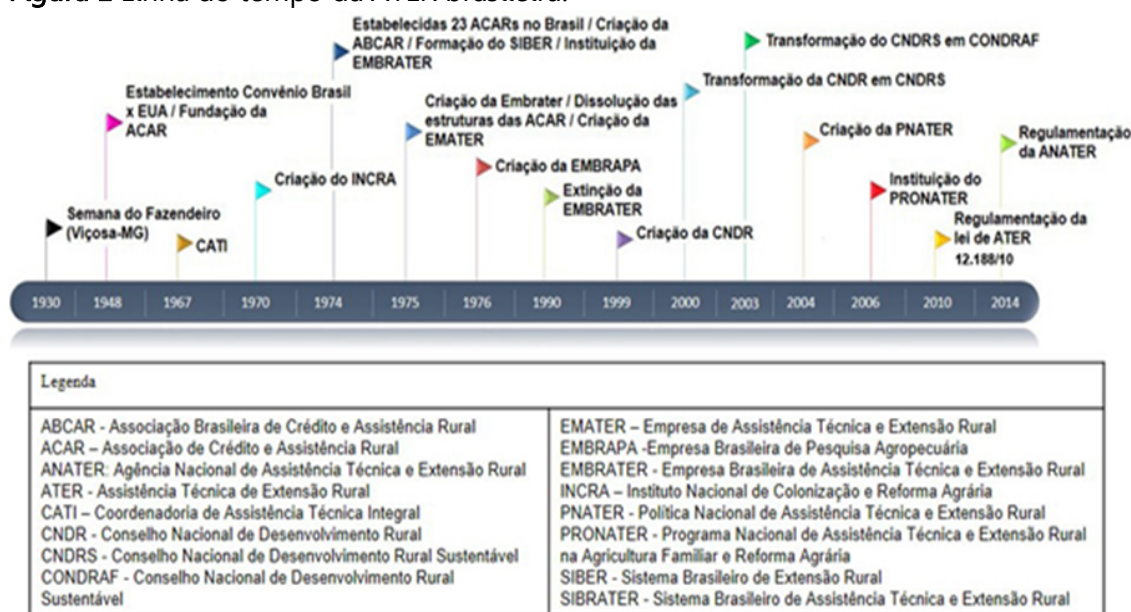 Figura 2 Linha do tempo da ATER brasileira.
Estabelecidas 23 ACARs no Brasil / Criação da
ABCAR / Formação do SIBER / Instituição da
EMBRATER
Transformação do CNDRS em CONDRAF
Transformação da CNDR em CNDRS
Estabelecimento Convênio Brasil
x EUA / Fundação da
ACAR
Criação da Embrater / Dissolução das
estruturas das ACAR / Criação da
EMATER
Criação da PNATER
Regulamentação
da ANATER
Criação da EMBRAPA
Criação do INCRA
Extinção da
EMBRATER
Instituição do
PRONATER
Semana do Fazendeiro
(Viçosa-MG)
CATI
Criação da CNDR
Regulamentação da
lei de ATER
12.188/10
1930 1948 1967 1970 1974 1975 1976 1990 1999 2000 2003 2004 2006 2010 2014
Legenda
ABCAR - Associação Brasileira de Crédito e Assistência Rural
ACAR – Associação de Crédito e Assistência Rural
ANATER: Agência Nacional de Assistência Técnica e Extensão Rural
ATER - Assistência Técnica de Extensão Rural
CATI – Coordenadoria de Assistência Técnica Integral
CNDR - Conselho Nacional de Desenvolvimento Rural
CNDRS - Conselho Nacional de Desenvolvimento Rural Sustentável
CONDRAF - Conselho Nacional de Desenvolvimento Rural
Sustentável
EMATER – Empresa de Assistência Técnica e Extensão Rural
EMBRAPA -Empresa Brasileira de Pesquisa Agropecuária
EMBRATER - Empresa Brasileira de Assistência Técnica e Extensão Rural
INCRA – Instituto Nacional de Colonização e Reforma Agrária
PNATER - Política Nacional de Assistência Técnica e Extensão Rural
PRONATER - Programa Nacional de Assistência Técnica e Extensão Rural
na Agricultura Familiar e Reforma Agrária
SIBER - Sistema Brasileiro de Extensão Rural
SIBRATER - Sistema Brasileiro de Assistência Técnica e Extensão Rural